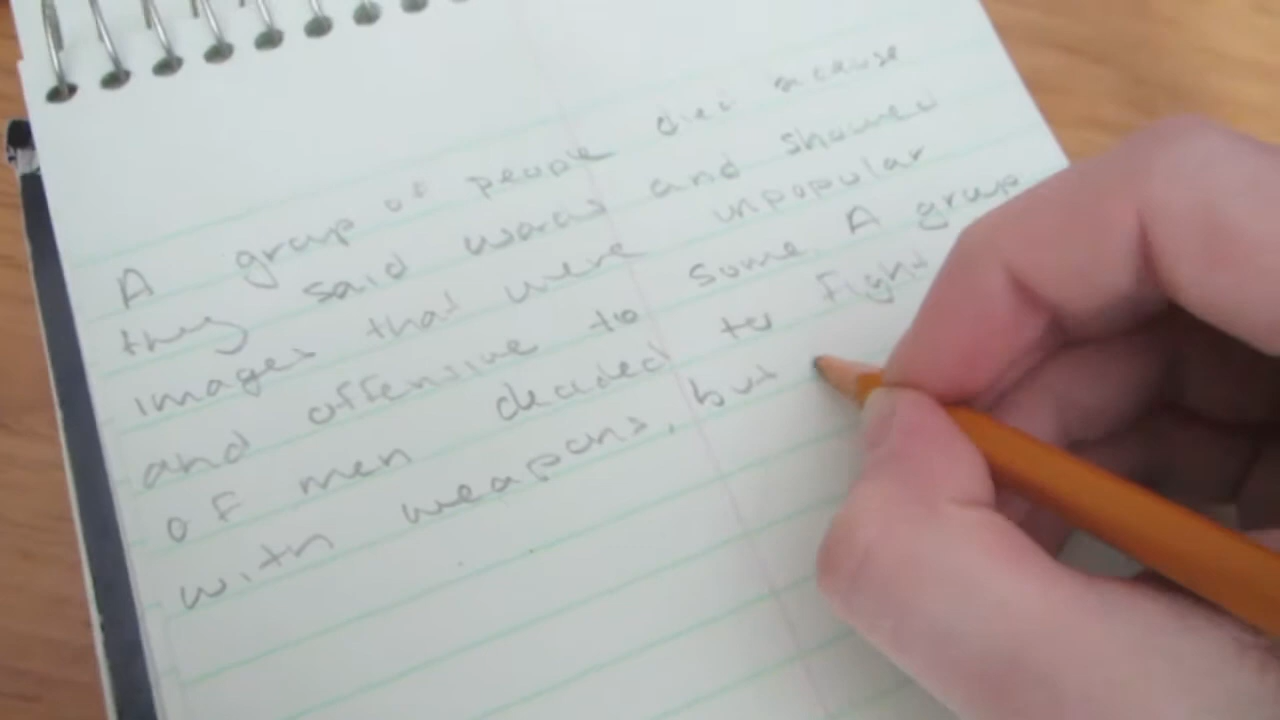 A group of people died because
they said words and showed
images that were unpopular
and offensive to some. A group
of men decided to fight
with weapons, but